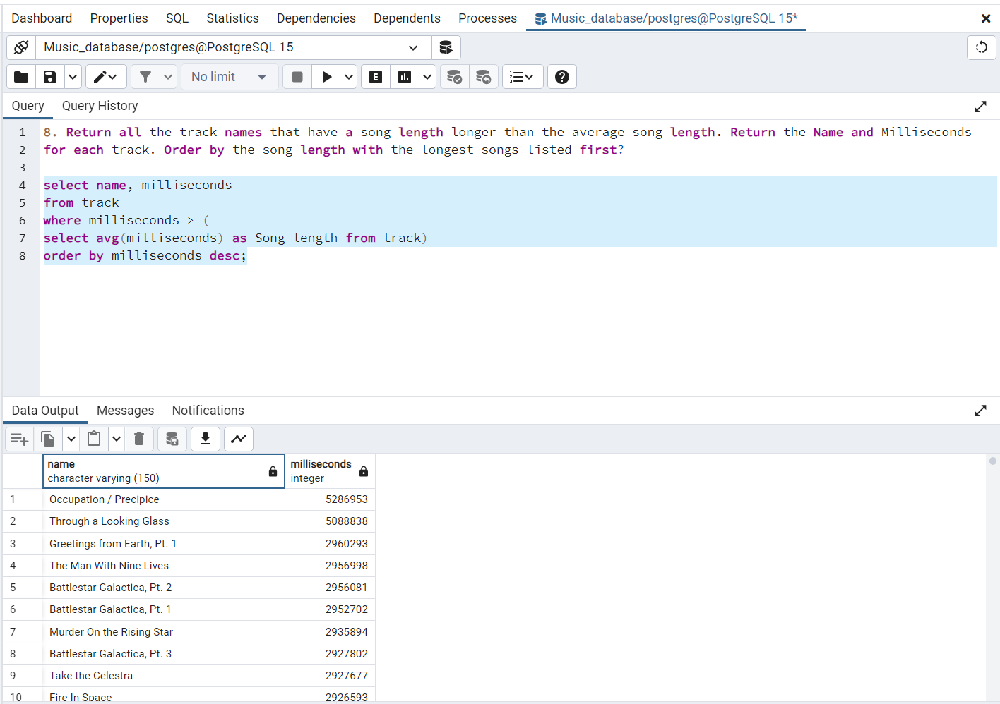 Dashboard Properties SQL Statistics Dependencies Dependents Processes Music_database/postgres@PostgreSQL 15*
Music_database/postgres@PostgreSQL 15
No limit E
Query Query History
1 8. Return all the track names that have a song length longer than the average song length. Return the Name and Milliseconds
2 for each track. Order by the song length with the longest songs listed first?
3
4 select name, milliseconds
5 from track
6 where milliseconds > (
7 select avg(milliseconds) as Song_length from track)
8 order by milliseconds desc;
Data Output Messages Notifications
name milliseconds
character varying (150) integer
1 Occupation / Precipice 5286953
2 Through a Looking Glass 5088838
3 Greetings from Earth, Pt. 1 2960293
4 The Man With Nine Lives 2956998
5 Battlestar Galactica, Pt. 2 2956081
6 Battlestar Galactica, Pt. 1 2952702
7 Murder On the Rising Star 2935894
8 Battlestar Galactica, Pt. 3 2927802
9 Take the Celestra 2927677
10 Fire In Space 2926593